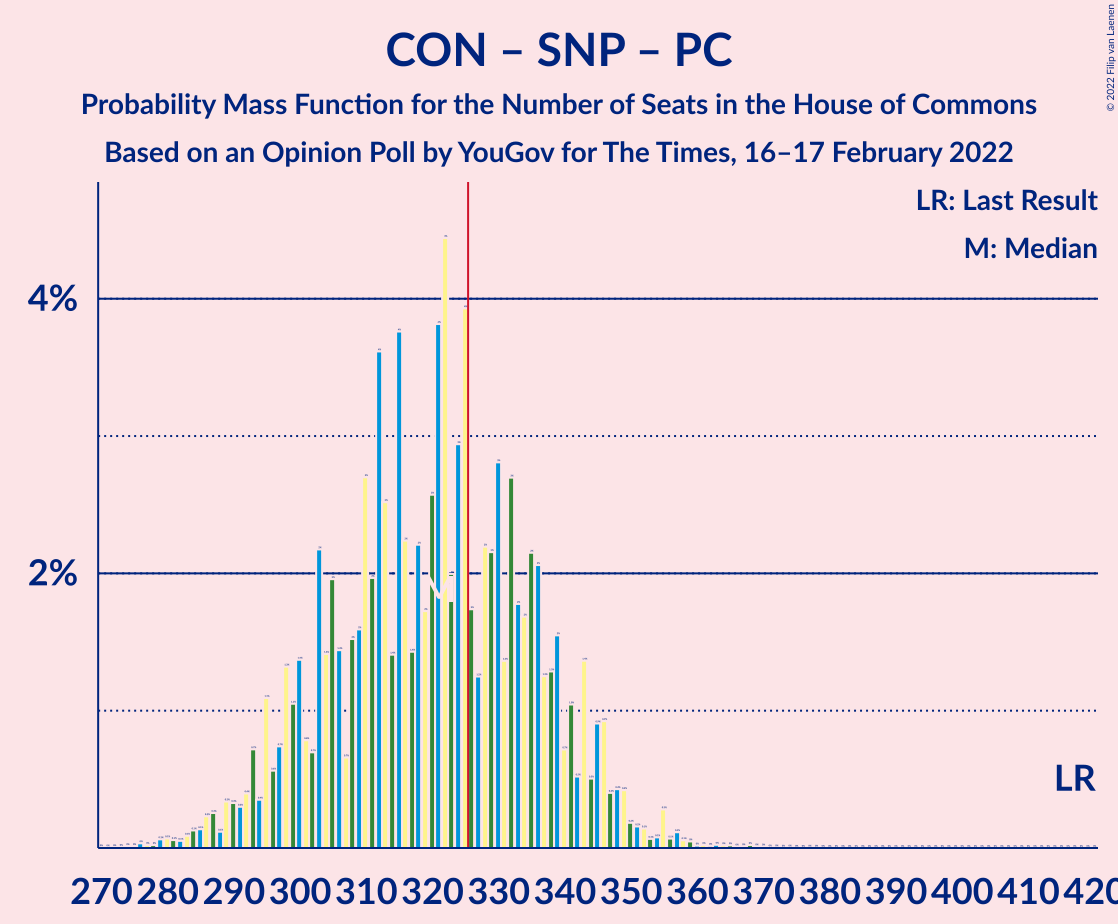 CON – SNP – PC
Probability Mass Function for the Number of Seats in the House of Commons
Based on an Opinion Poll by YouGov for The Times, 16–17 February 2022
© 2022 Filip van Laenen
LR: Last Result
M: Median
4%
2%
M
LR
270 280 290 300 310 320 330 340 350 360 370 380 390 400 410 420